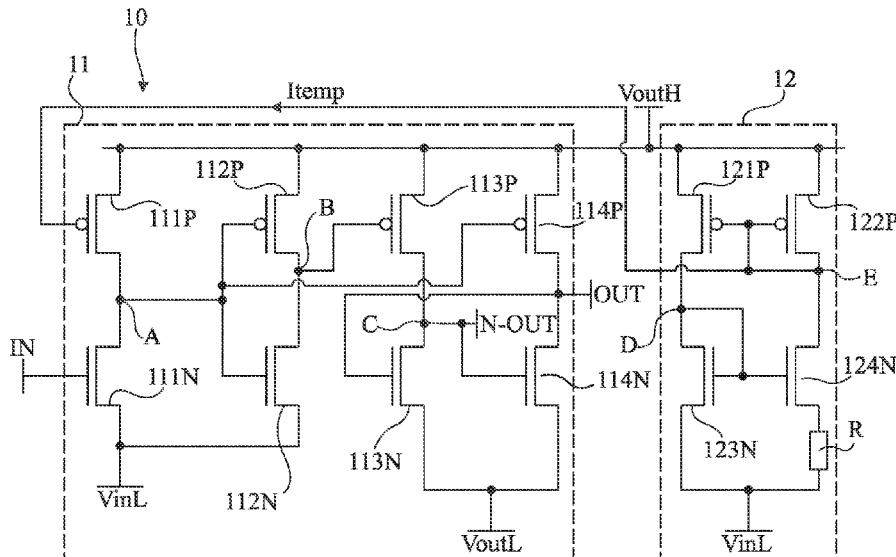 10
11
Itemp
VoutH
12
112P
113P
121P
111P
B
114P
122P
E
OUT
A
C
N-OUT
D
IN
111N
114N
124N
113N
123N
R
VinL
112N
VoutL
VinL